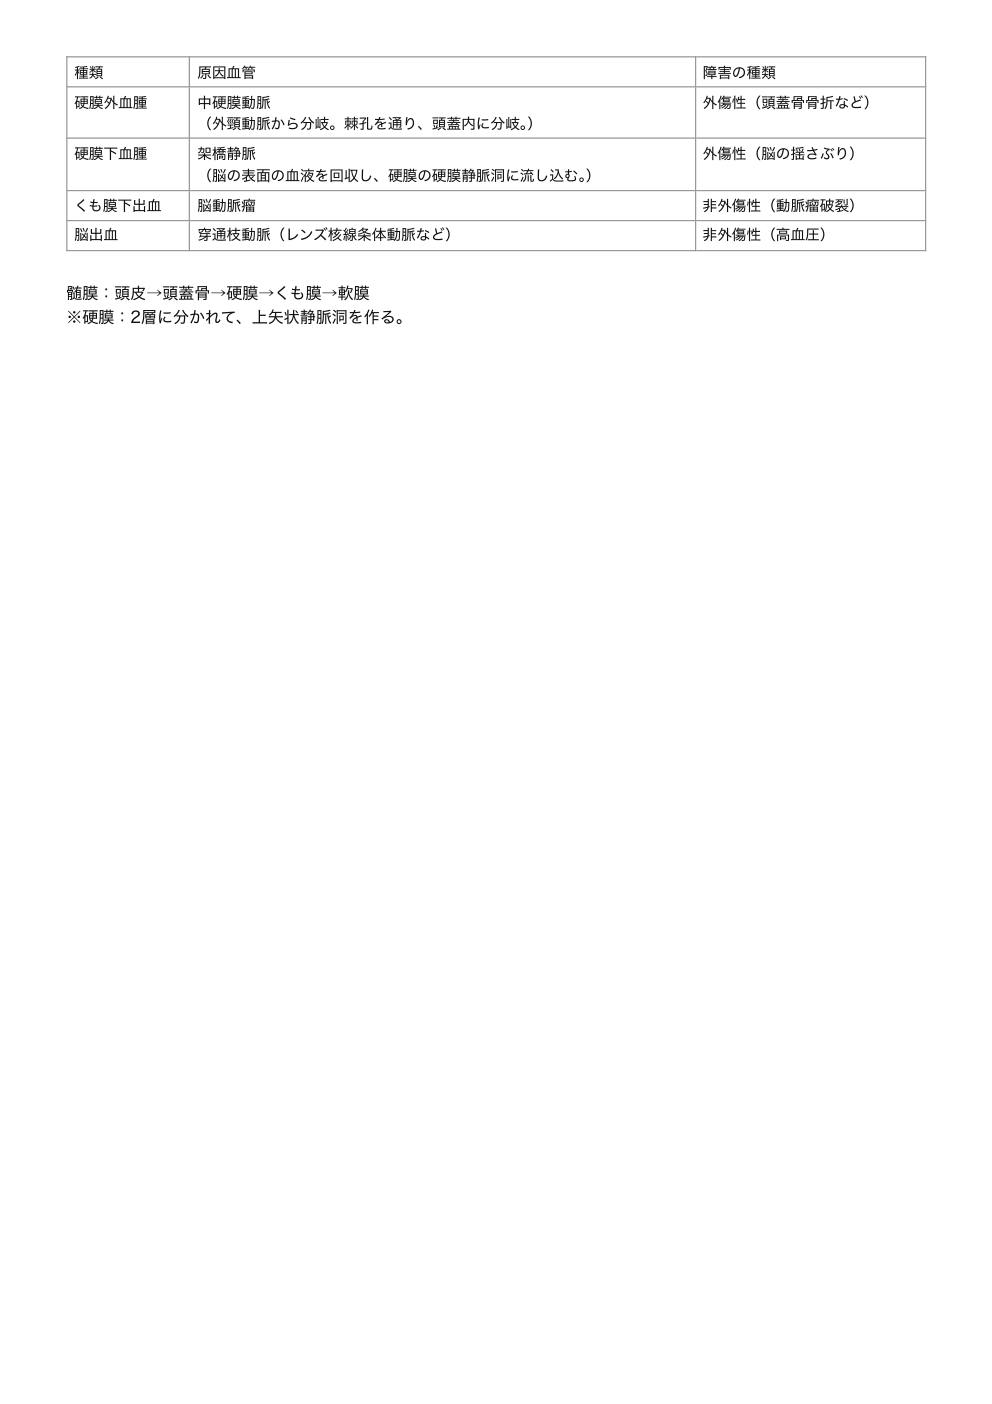 種類 原因血管 障害の種類
硬膜外血腫 中硬膜動脈 外傷性（頭蓋骨骨折など）
（外頸動脈から分岐。棘孔を通り、頭蓋内に分岐。）
硬膜下血腫 架橋静脈 外傷性（脳の揺さぶり）
（脳の表面の血液を回収し、硬膜の硬膜静脈洞に流し込む。）
くも膜下出血 脳動脈瘤 非外傷性（動脈瘤破裂）
脳出血 穿通枝動脈（レンズ核線条体動脈など） 非外傷性（高血圧）
髄膜：頭皮→頭蓋骨→硬膜→くも膜→軟膜
※硬膜：2層に分かれて、上矢状静脈洞を作る。